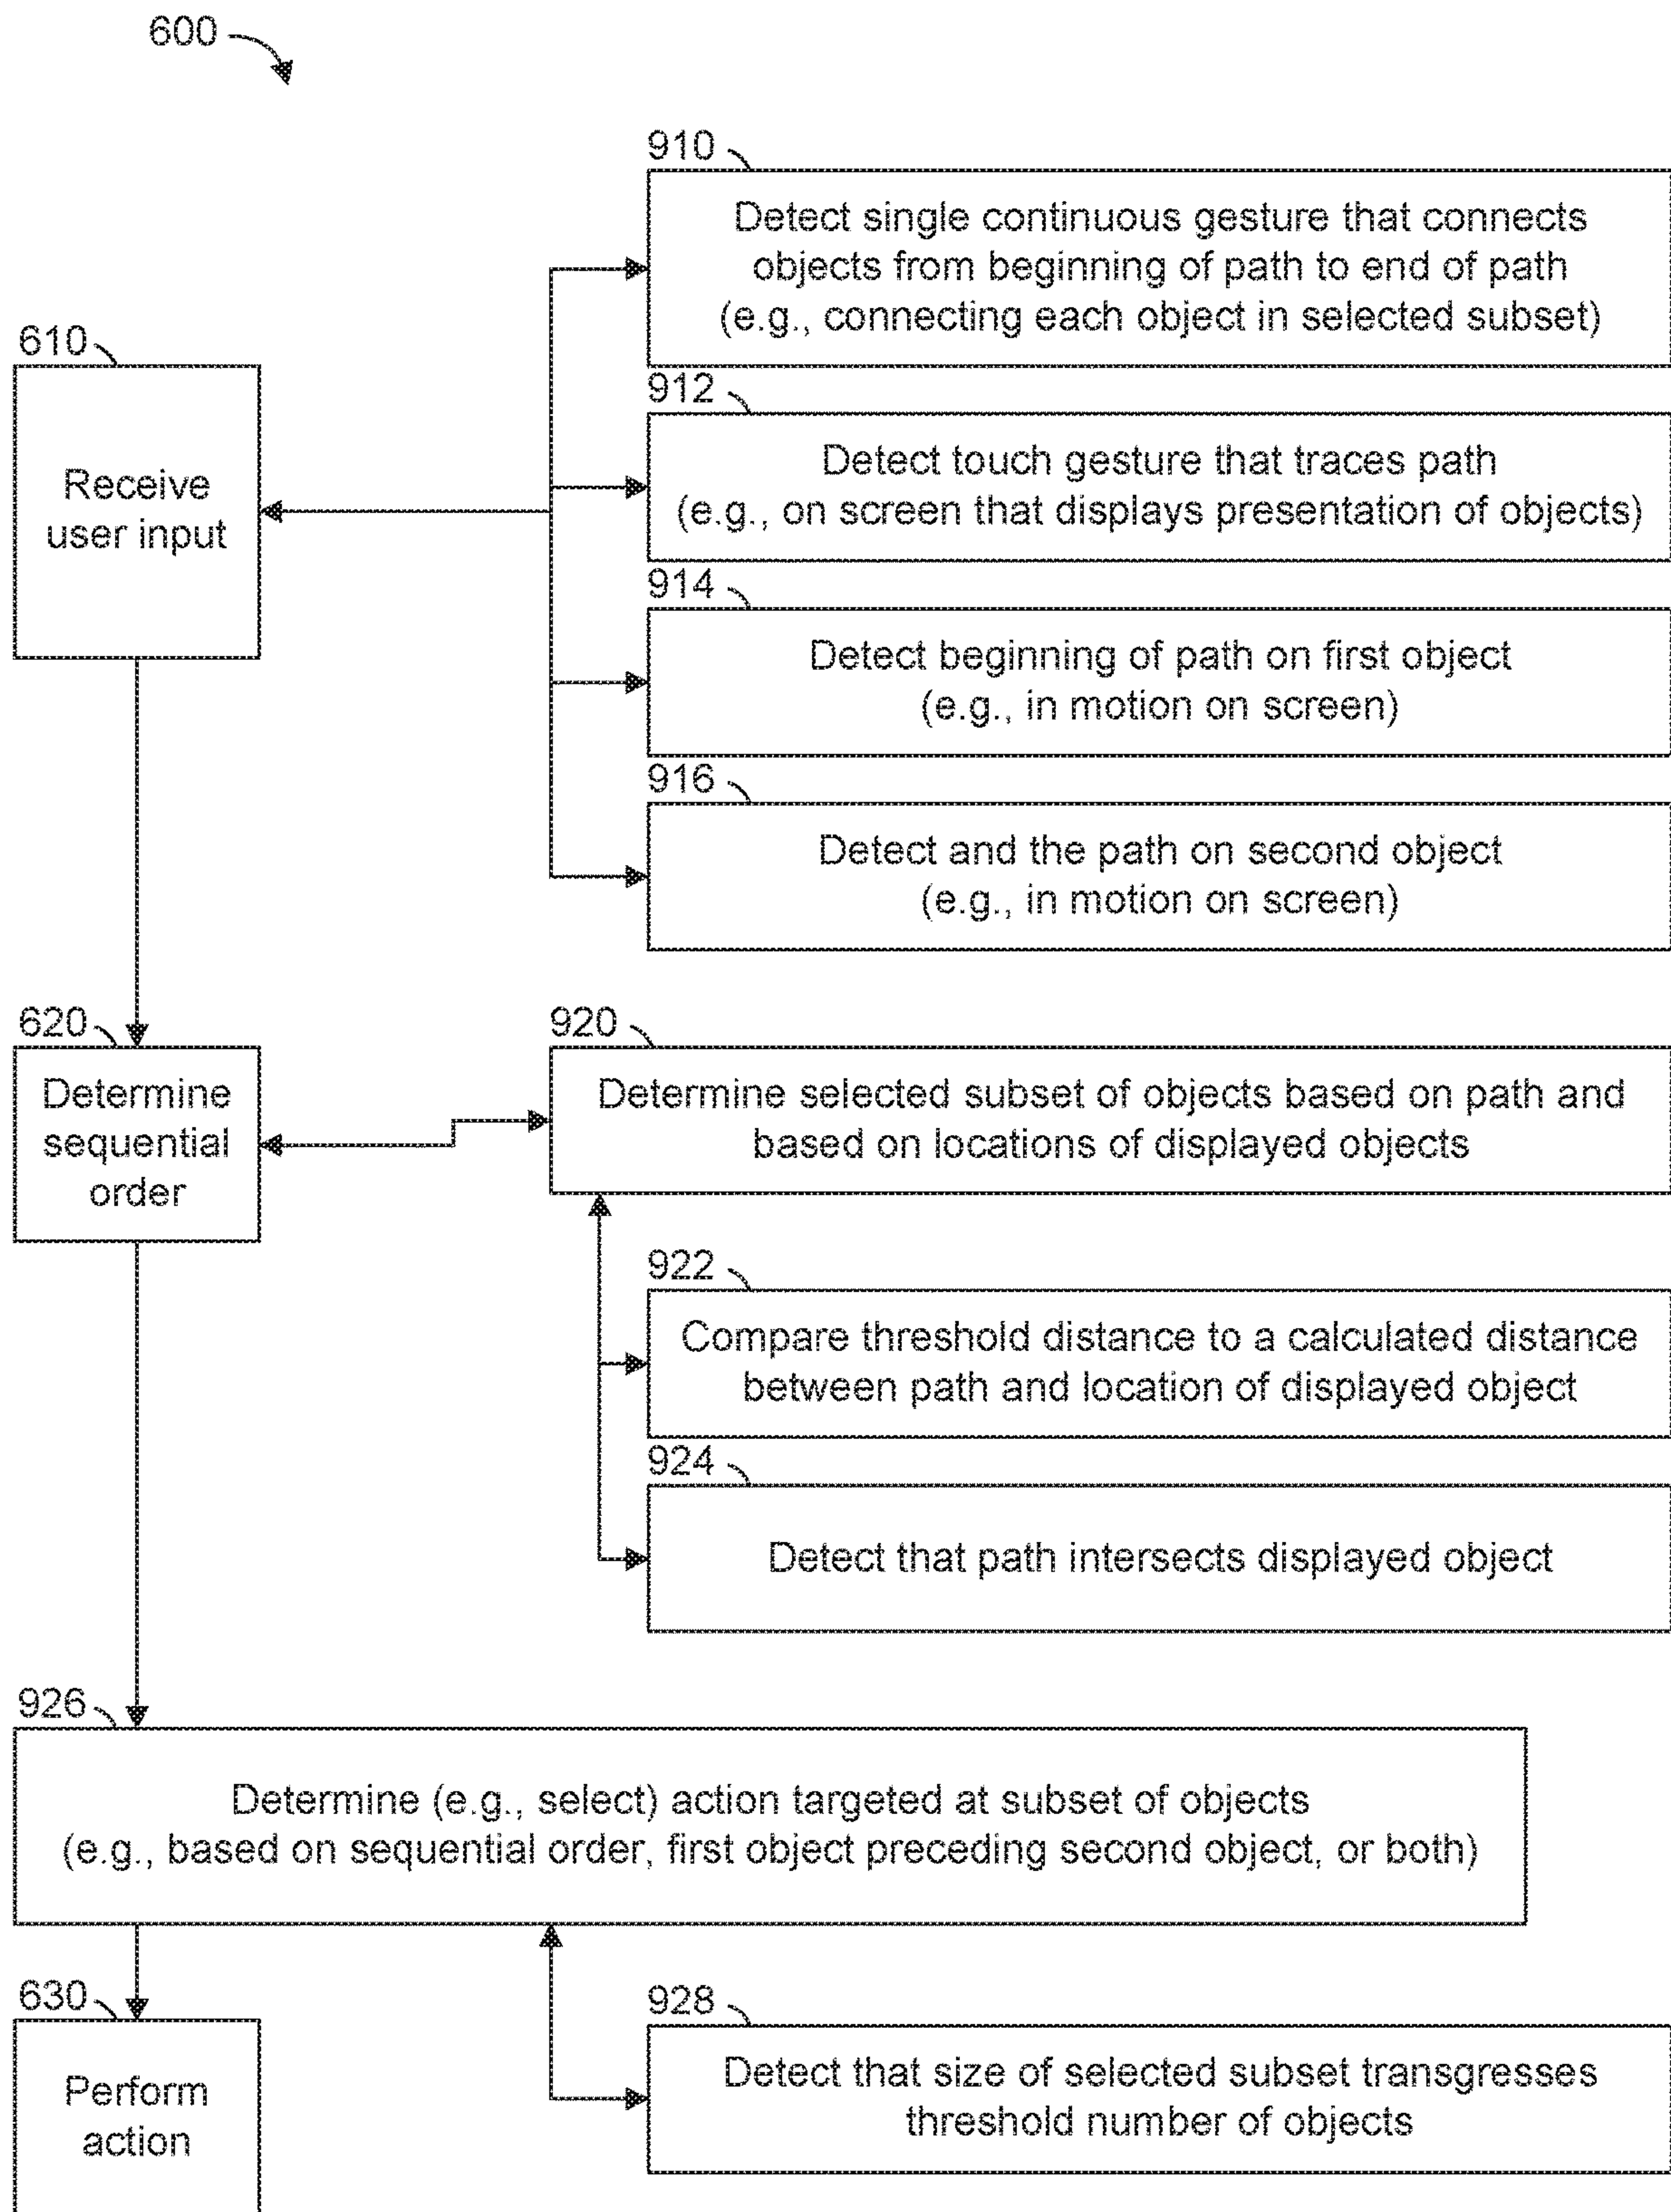 600
910
Detect single continuous gesture that connects
objects from beginning of path to end of path
(e.g., connecting each object in selected subset)
610
Receive
user input
912
Detect touch gesture that traces path
(e.g., on screen that displays presentation of objects)
914
Detect beginning of path on first object
(e.g., in motion on screen)
916
Detect and the path on second object
(e.g., in motion on screen)
620
Determine
sequential
order
920
Determine selected subset of objects based on path and
based on locations of displayed objects
922
Compare threshold distance to a calculated distance
between path and location of displayed object
924
Detect that path intersects displayed object
926
Determine (e.g., select) action targeted at subset of objects
(e.g., based on sequential order, first object preceding second object, or both)
630
Perform
action
928
Detect that size of selected subset transgresses
threshold number of objects